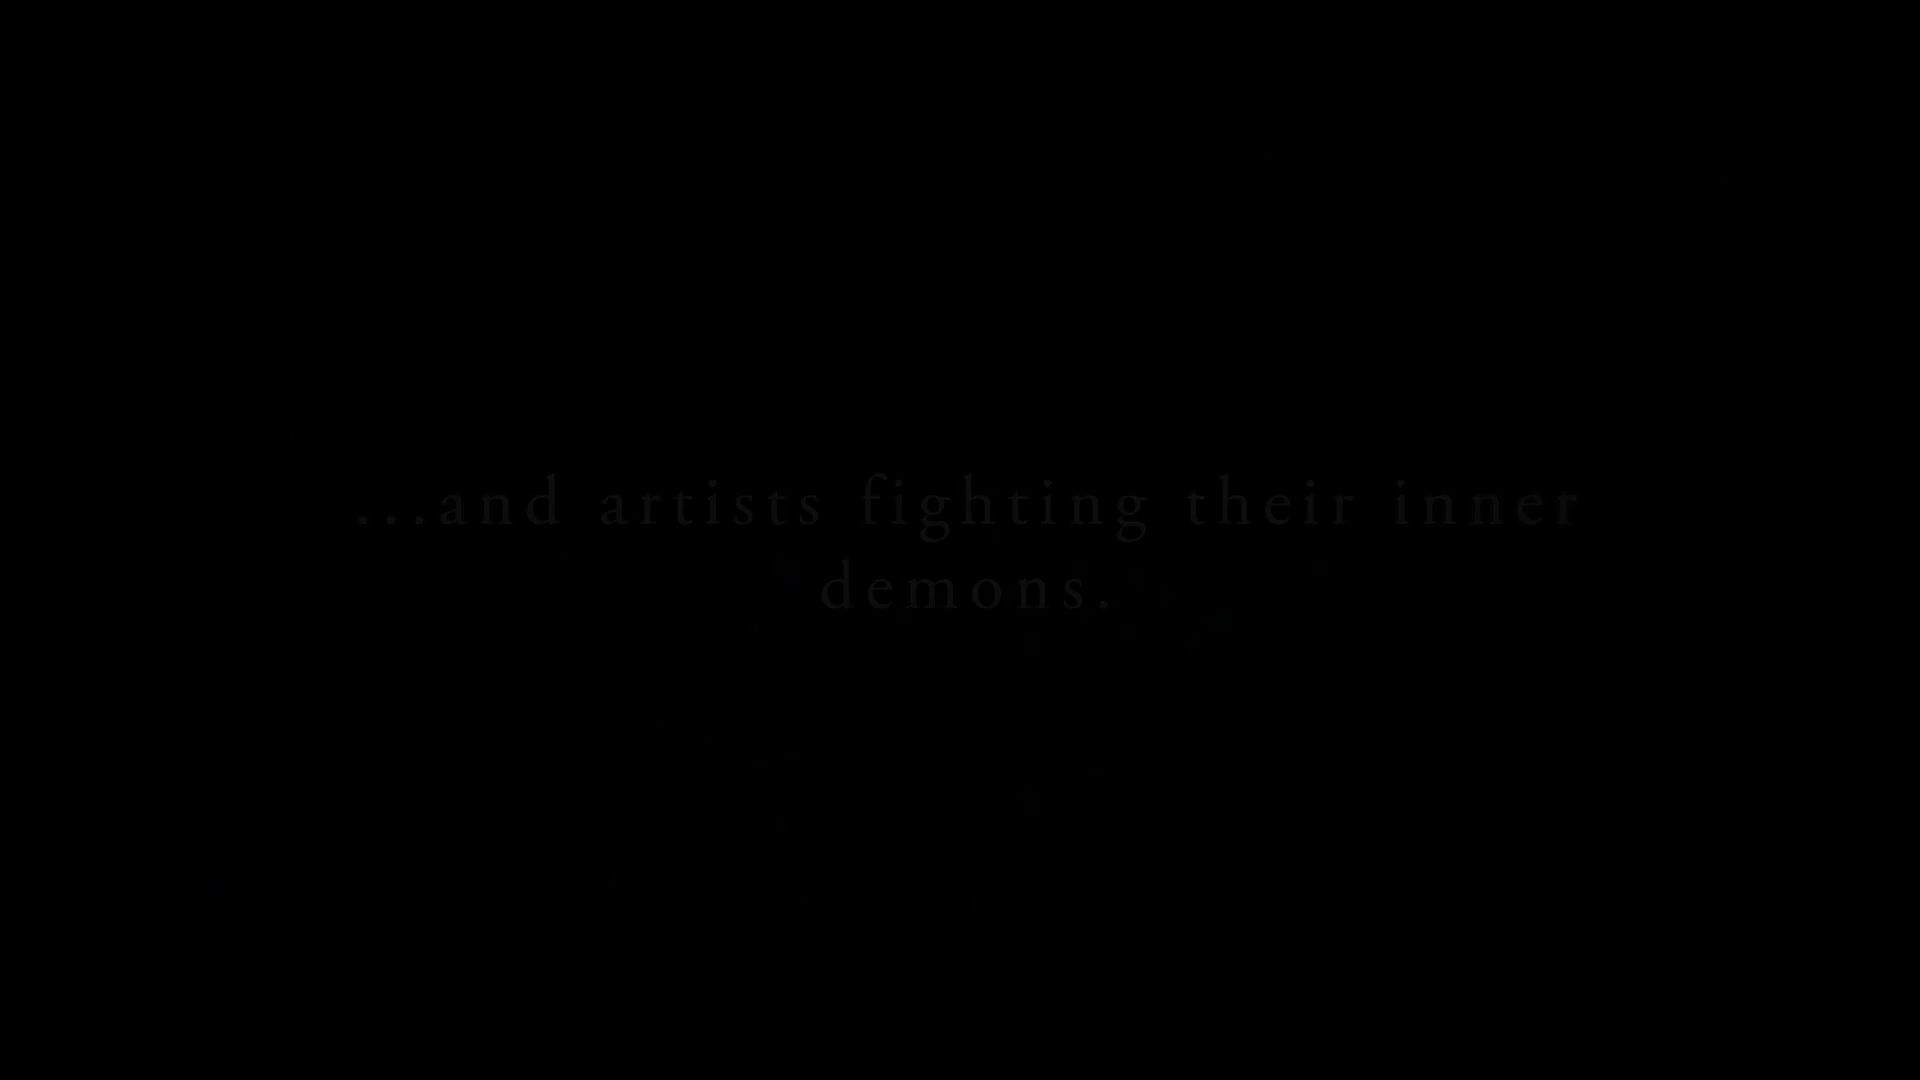 ...and artists fighting their inner
demons.